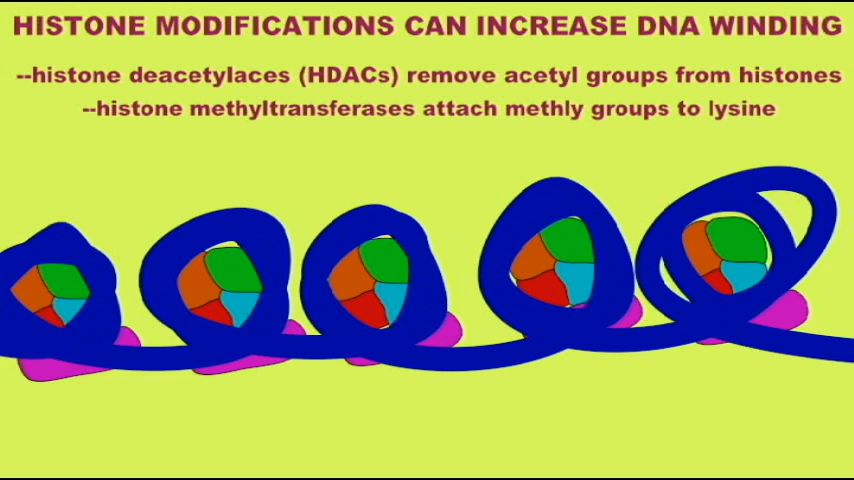 HISTONE MODIFICATIONS CAN INCREASE DNA WINDING
--histone deacetylaces (HDACs) remove acetyl groups from histones
--histone methyltransferases attach methly groups to lysine